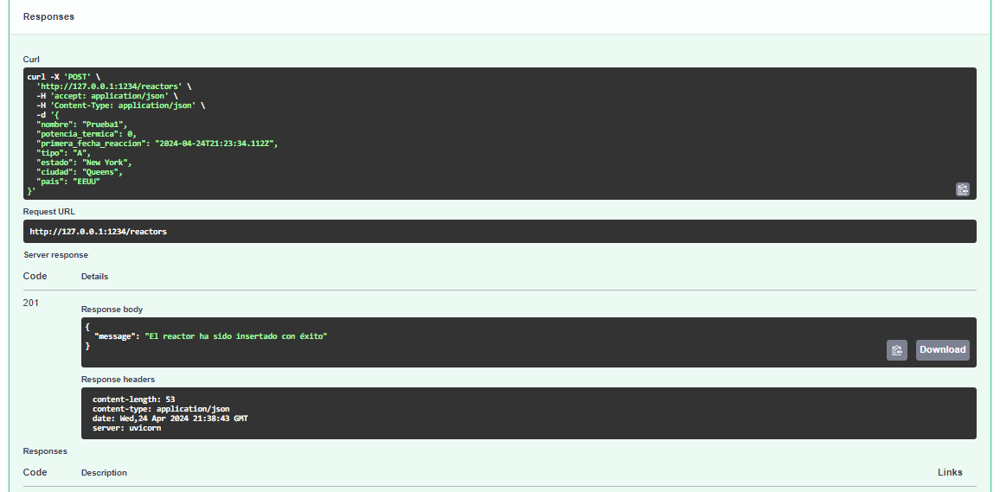 Responses
Curl
curl -X 'POST' \
'http://127.0.0.1:1234/reactors' \
-H 'accept: application/json' \
-H 'Content-Type: application/json' \
-d '{
"nombre": "Prueba1",
"potencia_termica": 0,
"primera_fecha_reaccion": "2024-04-24T21:23:34.112Z",
"tipo": "A",
"estado": "New York",
"ciudad": "Queens",
"pais": "EEUU"
}'
Request URL
http://127.0.0.1:1234/reactors
Server response
Code Details
201
Response body
{
"message": "El reactor ha sido insertado con éxito"
}
Download
Response headers
content-length: 53
content-type: application/json
date: Wed,24 Apr 2024 21:38:43 GMT
server: uvicorn
Responses
Code Description Links